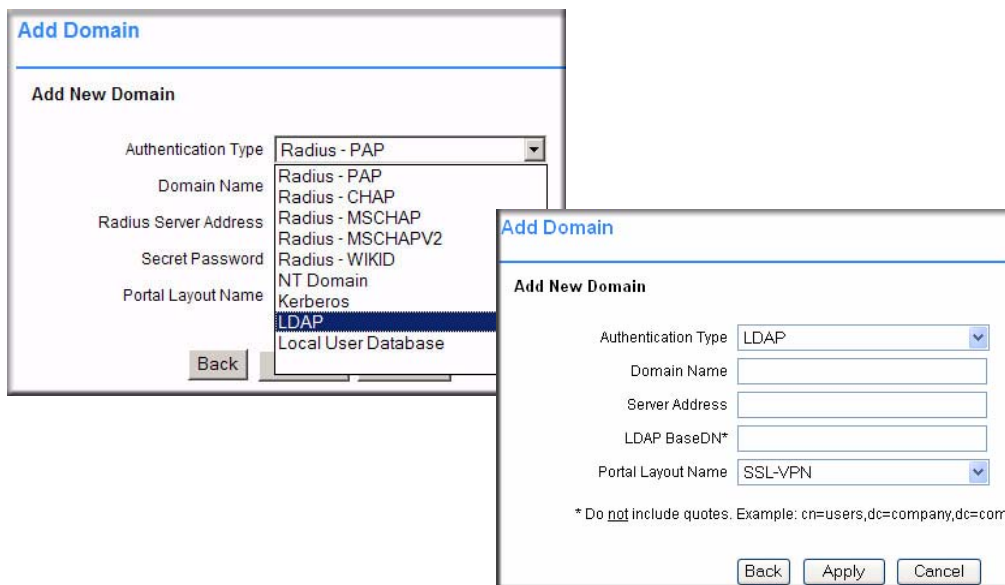 Add Domain
Add New Domain
Authentication Type Radius - PAP
Radius - PAP
Domain Name
Radius - CHAP
Radius Server Address
Radius - MSCHAP
Radius - MSCHAPV2
Secret Password
Radius - WIKID
NT Domain
Portal Layout Name
Kerberos
LDAP
Local User Database
Back
Add Domain
Add New Domain
Authentication Type LDAP
Domain Name
Server Address
LDAP BaseDN*
Portal Layout Name SSL-VPN
* Do not include quotes. Example: cn=users,dc=company,dc=com
Back Apply Cancel